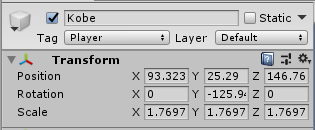 Kobe Static
Tag Player Layer Default
Transform
Position X 93.323 Y 25.29 Z 146.76
Rotation X 0 Y -125.94 Z 0
Scale X 1.7697 Y 1.7697 Z 1.7697